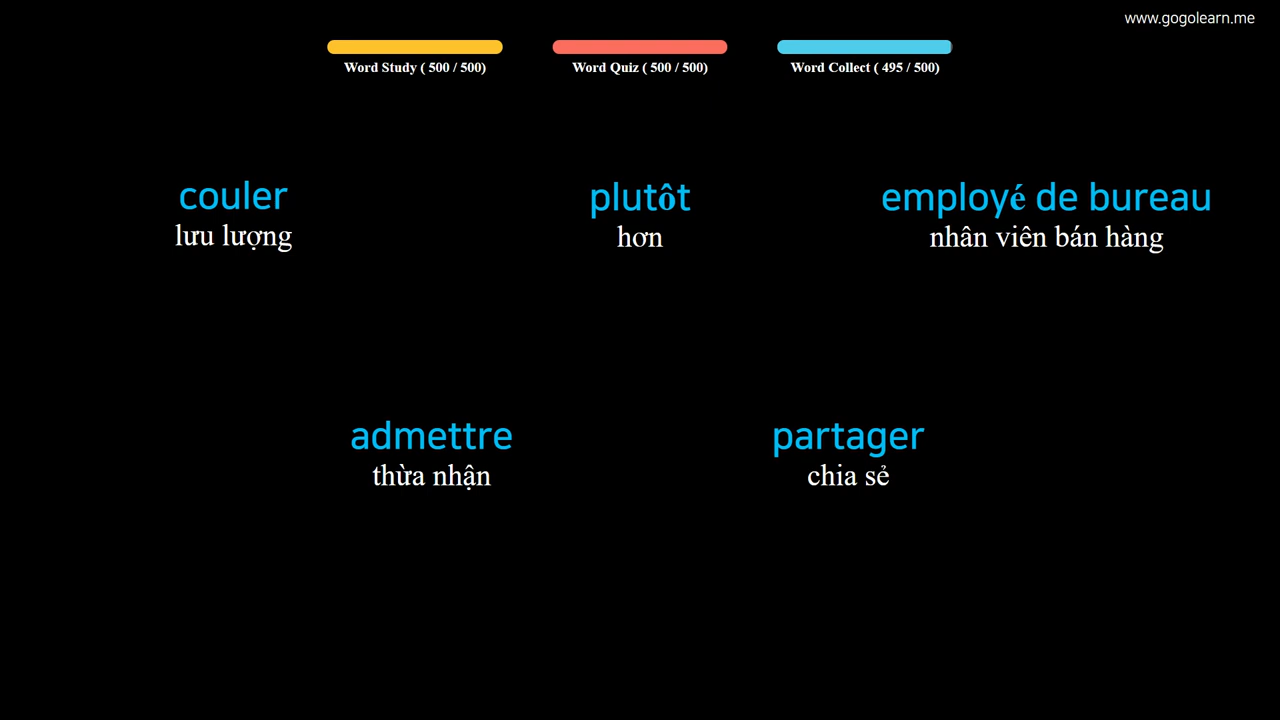 www.gogolearn.me
Word Study ( 500 / 500)
Word Quiz ( 500 / 500)
Word Collect ( 495 / 500)
couler
lưu lượng
plutôt
hơn
employé de bureau
nhân viên bán hàng
admettre
thừa nhận
partager
chia sẻ